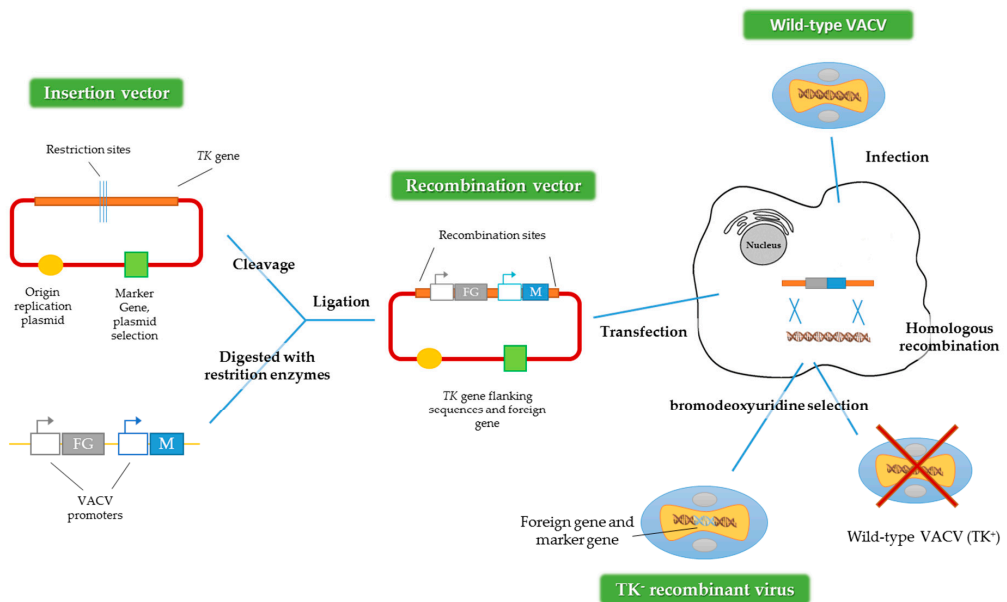 Wild-type VACV
Insertion vector
Restriction sites
TK gene
Origin
replication
plasmid
Marker
Gene,
plasmid
selection
Cleavage
Ligation
Digested with
restrition enzymes
FG
M
VACV
promoters
Recombination vector
Recombination sites
FG
M
TK gene flanking
sequences and foreign
gene
Transfection
Infection
Nucleus
Homologous
recombination
bromodeoxyuridine selection
Foreign gene and
marker gene
TK- recombinant virus
Wild-type VACV (TK+)